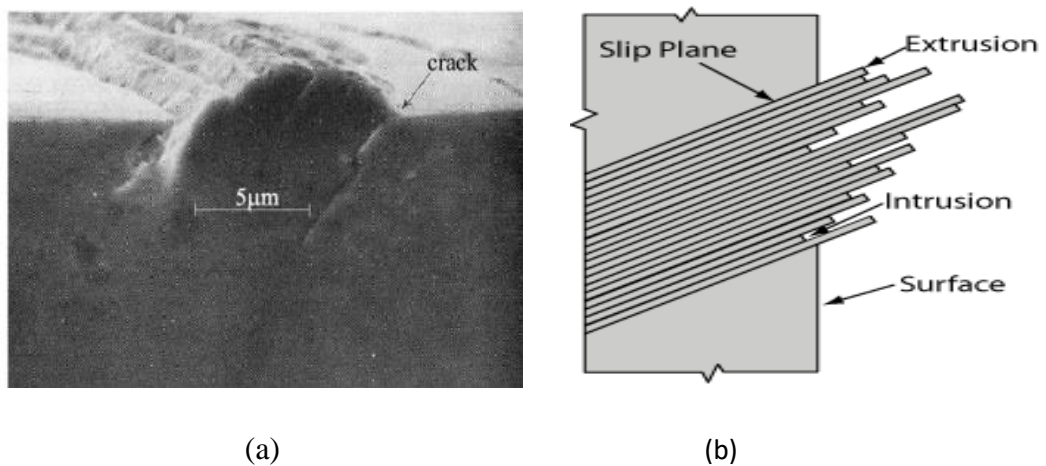 crack
5μm
Slip Plane
Extrusion
Intrusion
Surface
(a)
(b)